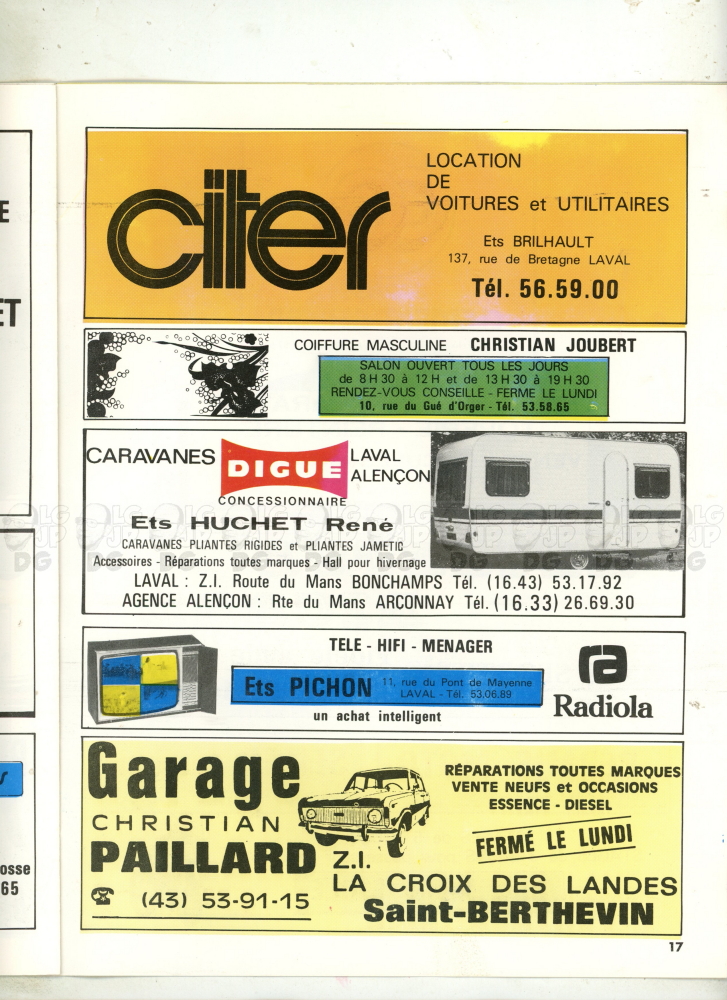 E
ET
s
osse
65
citer
LOCATION
DE
VOITURES et UTILITAIRES
Ets BRILHAULT
137, rue de Bretagne LAVAL
Tél. 56.59.00
COIFFURE MASCULINE CHRISTIAN JOUBERT
SALON OUVERT TOUS LES JOURS
de 8 H 30 à 12 H et de 13 H 30 à 19 H 30
RENDEZ-VOUS CONSEILLE - FERME LE LUNDI
10, rue du Gué d'Orger - Tél. 53.58.65
CARAVANES DIGUE LAVAL
ALENÇON
CONCESSIONNAIRE
Ets HUCHET René
CARAVANES PLIANTES RIGIDES et PLIANTES JAMETIC
Accessoires - Réparations toutes marques - Hall pour hivernage
LAVAL : Z.I. Route du Mans BONCHAMPS Tél. (16.43) 53.17.92
AGENCE ALENÇON : Rte du Mans ARCONNAY Tél. (16.33) 26.69.30
TELE - HIFI - MENAGER
Ets PICHON 11, rue du Pont de Mayenne
LAVAL - Tél. 53.06.89
un achat intelligent
ra
Radiola
Garage
CHRISTIAN
PAILLARD
(43) 53-91-15
RÉPARATIONS TOUTES MARQUES
VENTE NEUFS et OCCASIONS
ESSENCE - DIESEL
FERMÉ LE LUNDI
Z.I.
LA CROIX DES LANDES
Saint-BERTHEVIN
17